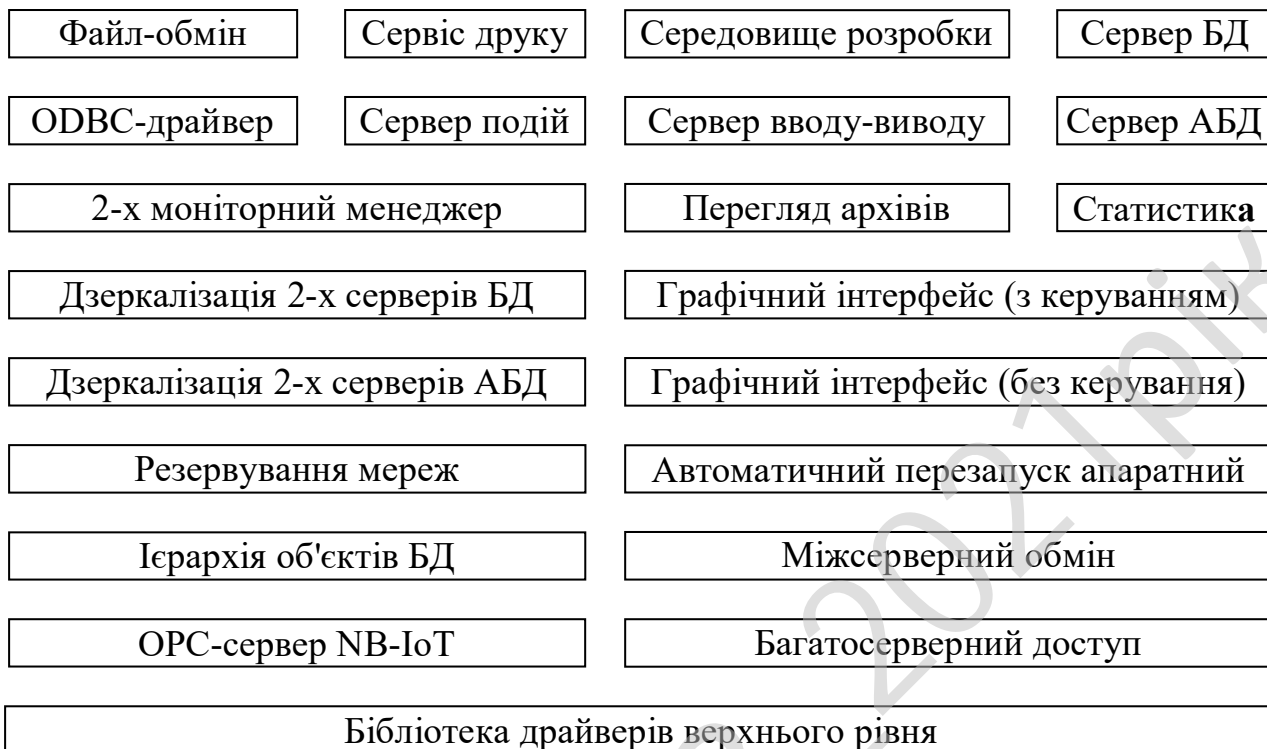 Файл-обмін Сервіс друку Середовище розробки Сервер БД
ODBC-драйвер Сервер подій Сервер вводу-виводу Сервер АБД
2-х моніторний менеджер Перегляд архівів Статистика
Дзеркалізація 2-х серверів БД Графічний інтерфейс (з керуванням)
Дзеркалізація 2-х серверів АБД Графічний інтерфейс (без керування)
Резервування мереж Автоматичний перезапуск апаратний
Ієрархія об'єктів БД Міжсерверний обмін
OPC-сервер NB-IoT Багатосерверний доступ
Бібліотека драйверів верхнього рівня
2021рік